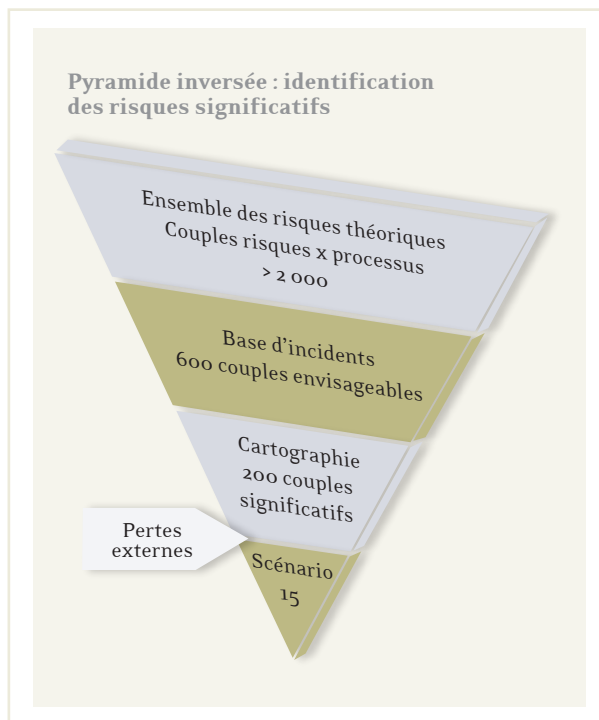 Pyramide inversée : identification
des risques significatifs
Ensemble des risques théoriques
Couples risques x processus
> 2 000
Base d'incidents
600 couples envisageables
Cartographie
200 couples
significatifs
Pertes
externes
Scénario
15